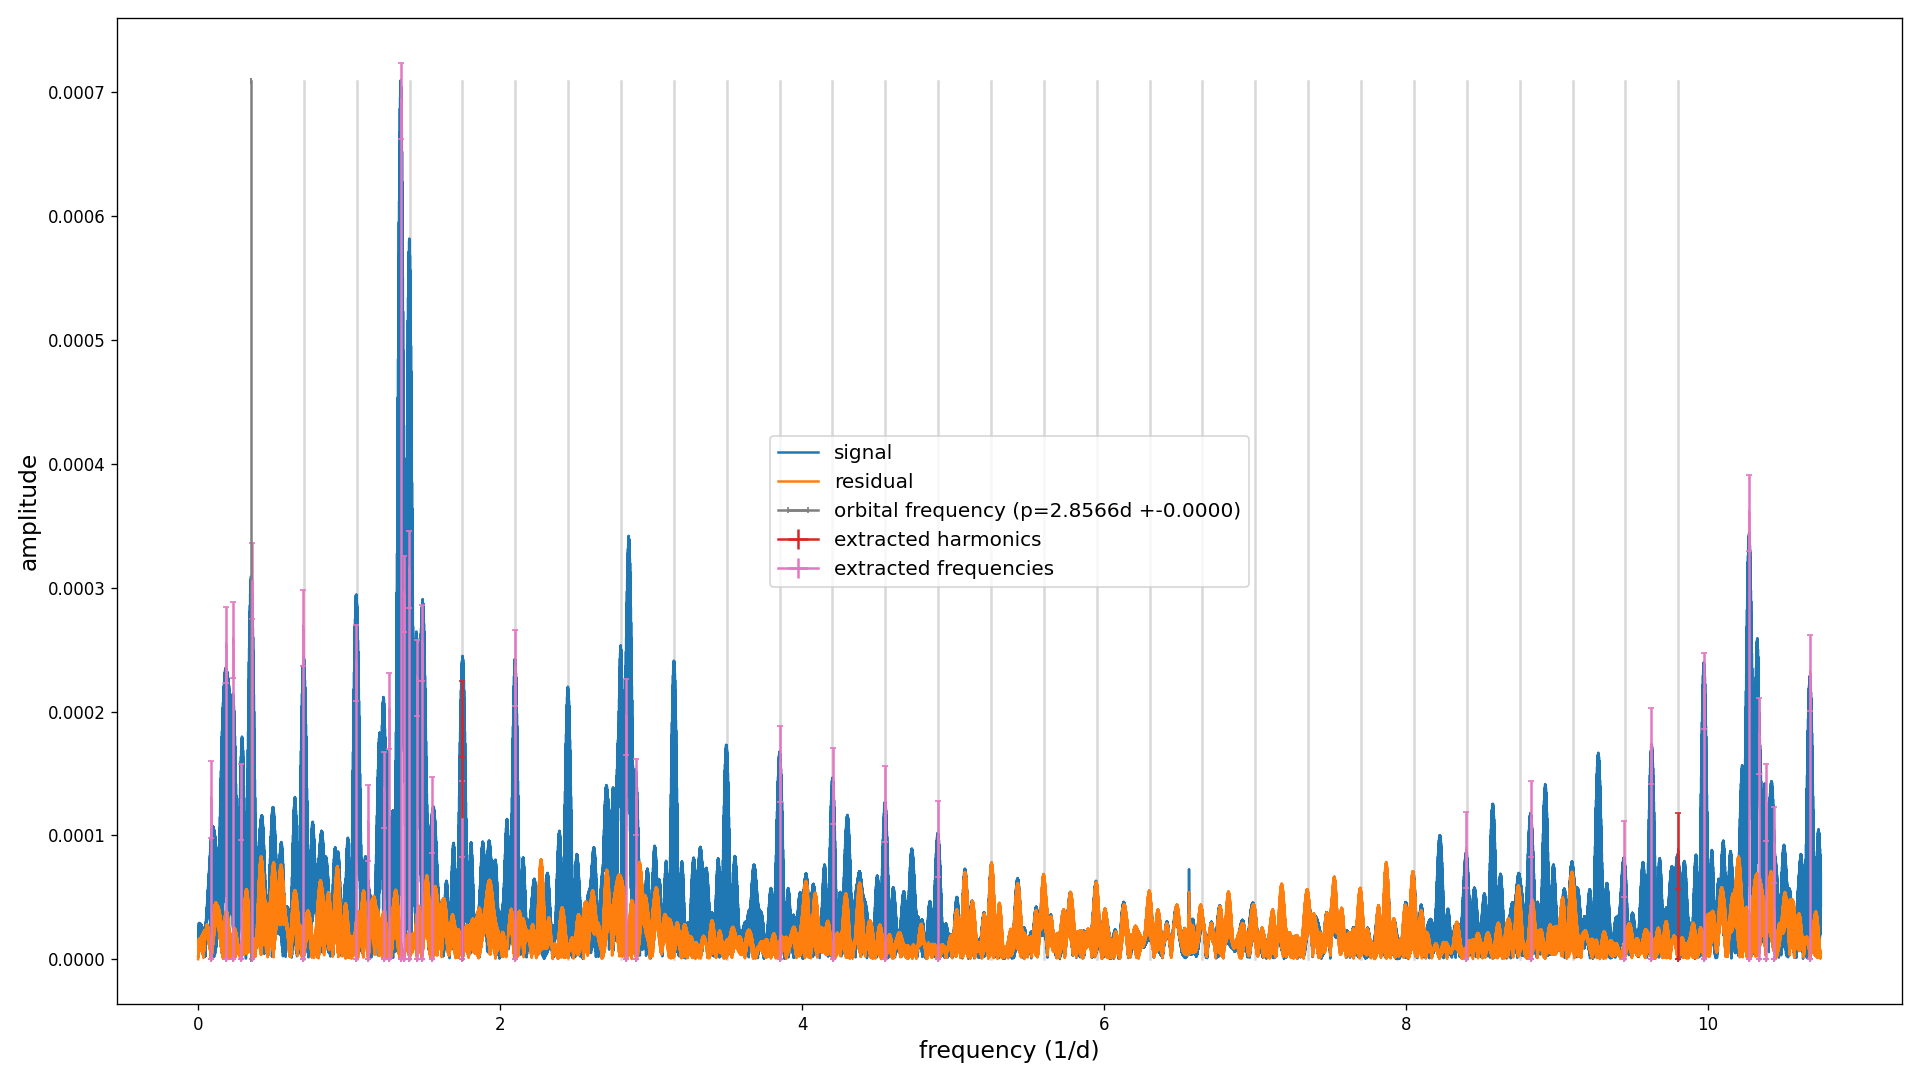 0.0007
0.0006
0.0005
0.0004
0.0003
0.0002
0.0001
0.0000
amplitude
signal
residual
orbital frequency (p=2.8566d +-0.0000)
extracted harmonics
extracted frequencies
0 2 4 6 8 10
frequency (1/d)